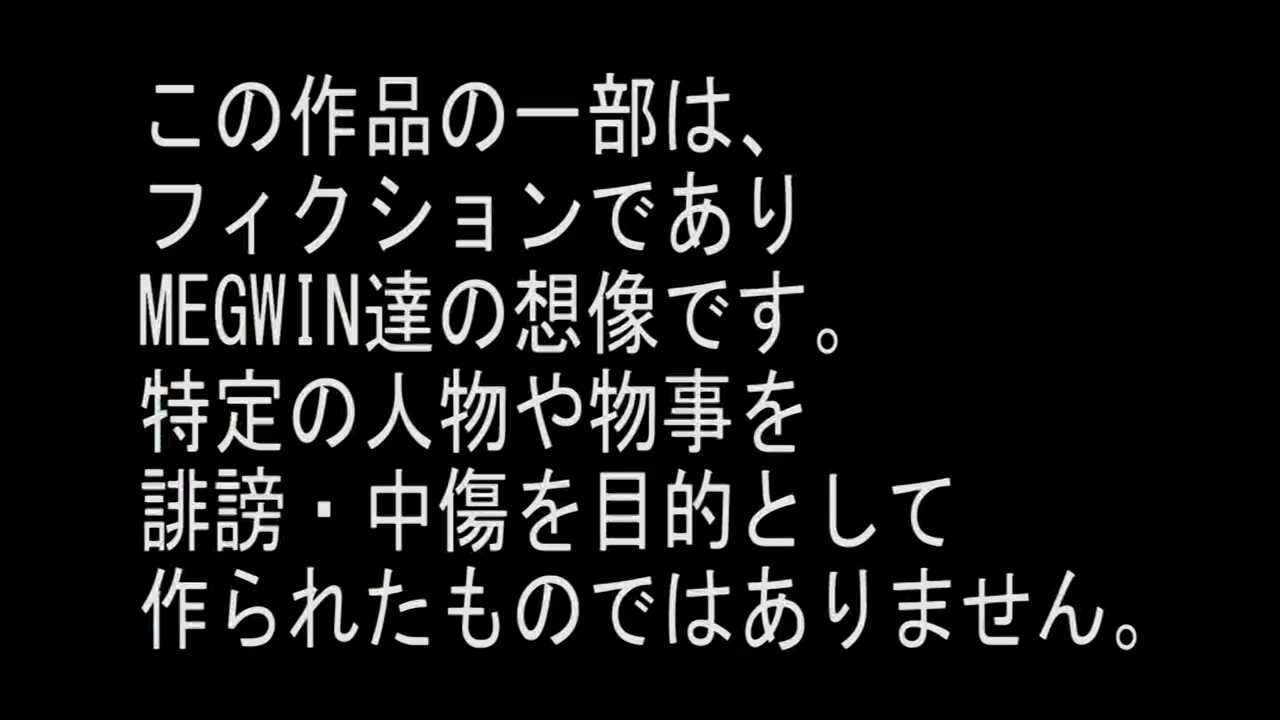 この作品の一部は、
フィクションであり
MEGWIN達の想像です。
特定の人物や物事を
誹謗・中傷を目的として
作られたものではありません。